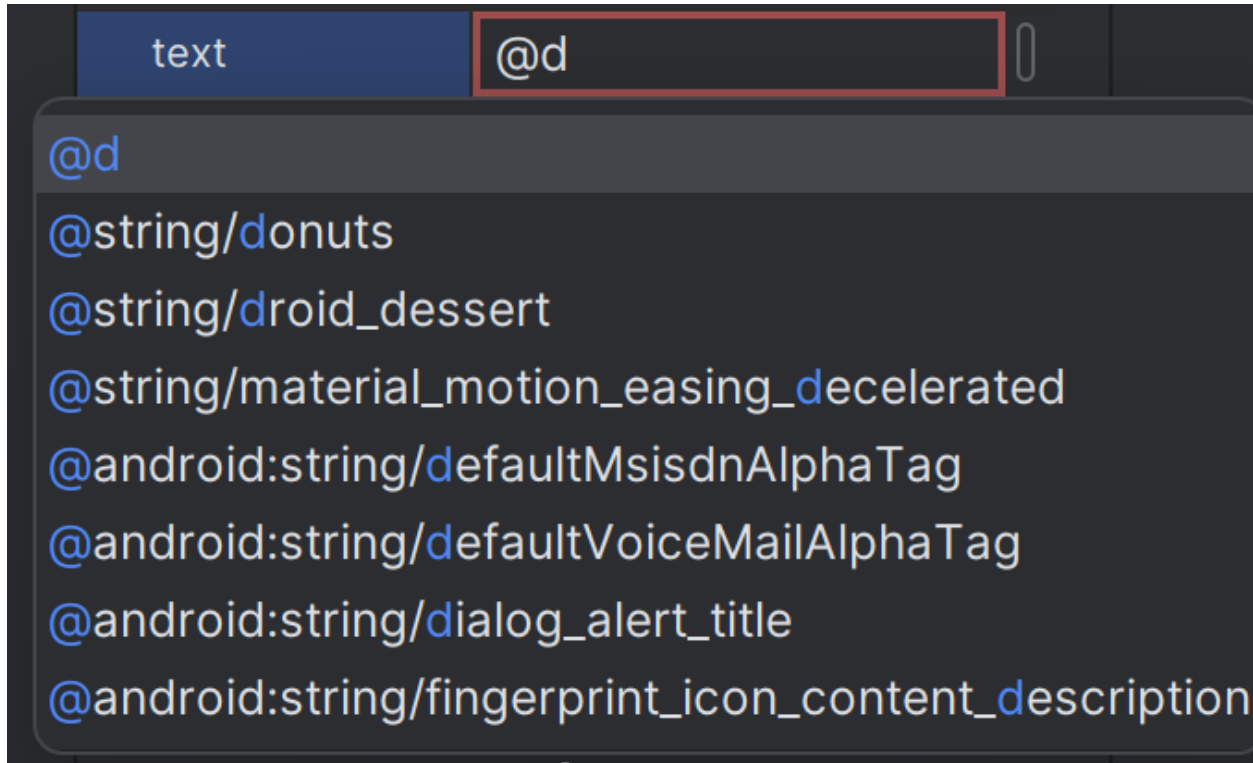 text
@d
@d
@string/donuts
@string/droid_dessert
@string/material_motion_easing_decelerated
@android:string/defaultMsisdnAlphaTag
@android:string/defaultVoiceMailAlphaTag
@android:string/dialog_alert_title
@android:string/fingerprint_icon_content_description